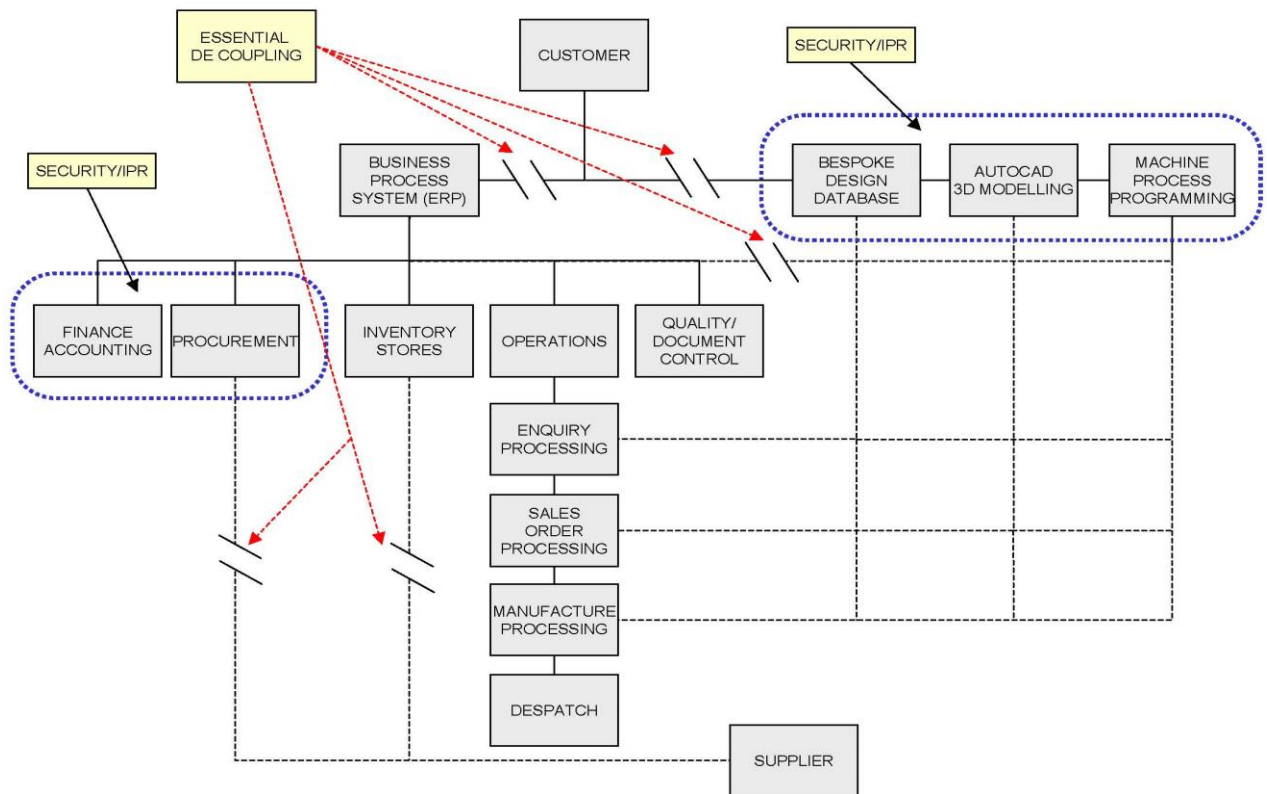 ESSENTIAL
DE COUPLING
CUSTOMER
SECURITY/IPR
SECURITY/IPR
BUSINESS
PROCESS
SYSTEM (ERP)
BESPOKE
DESIGN
DATABASE
AUTOCAD
3D MODELLING
MACHINE
PROCESS
PROGRAMMING
FINANCE
ACCOUNTING
PROCUREMENT
INVENTORY
STORES
OPERATIONS
QUALITY/
DOCUMENT
CONTROL
ENQUIRY
PROCESSING
SALES
ORDER
PROCESSING
MANUFACTURE
PROCESSING
DESPATCH
SUPPLIER